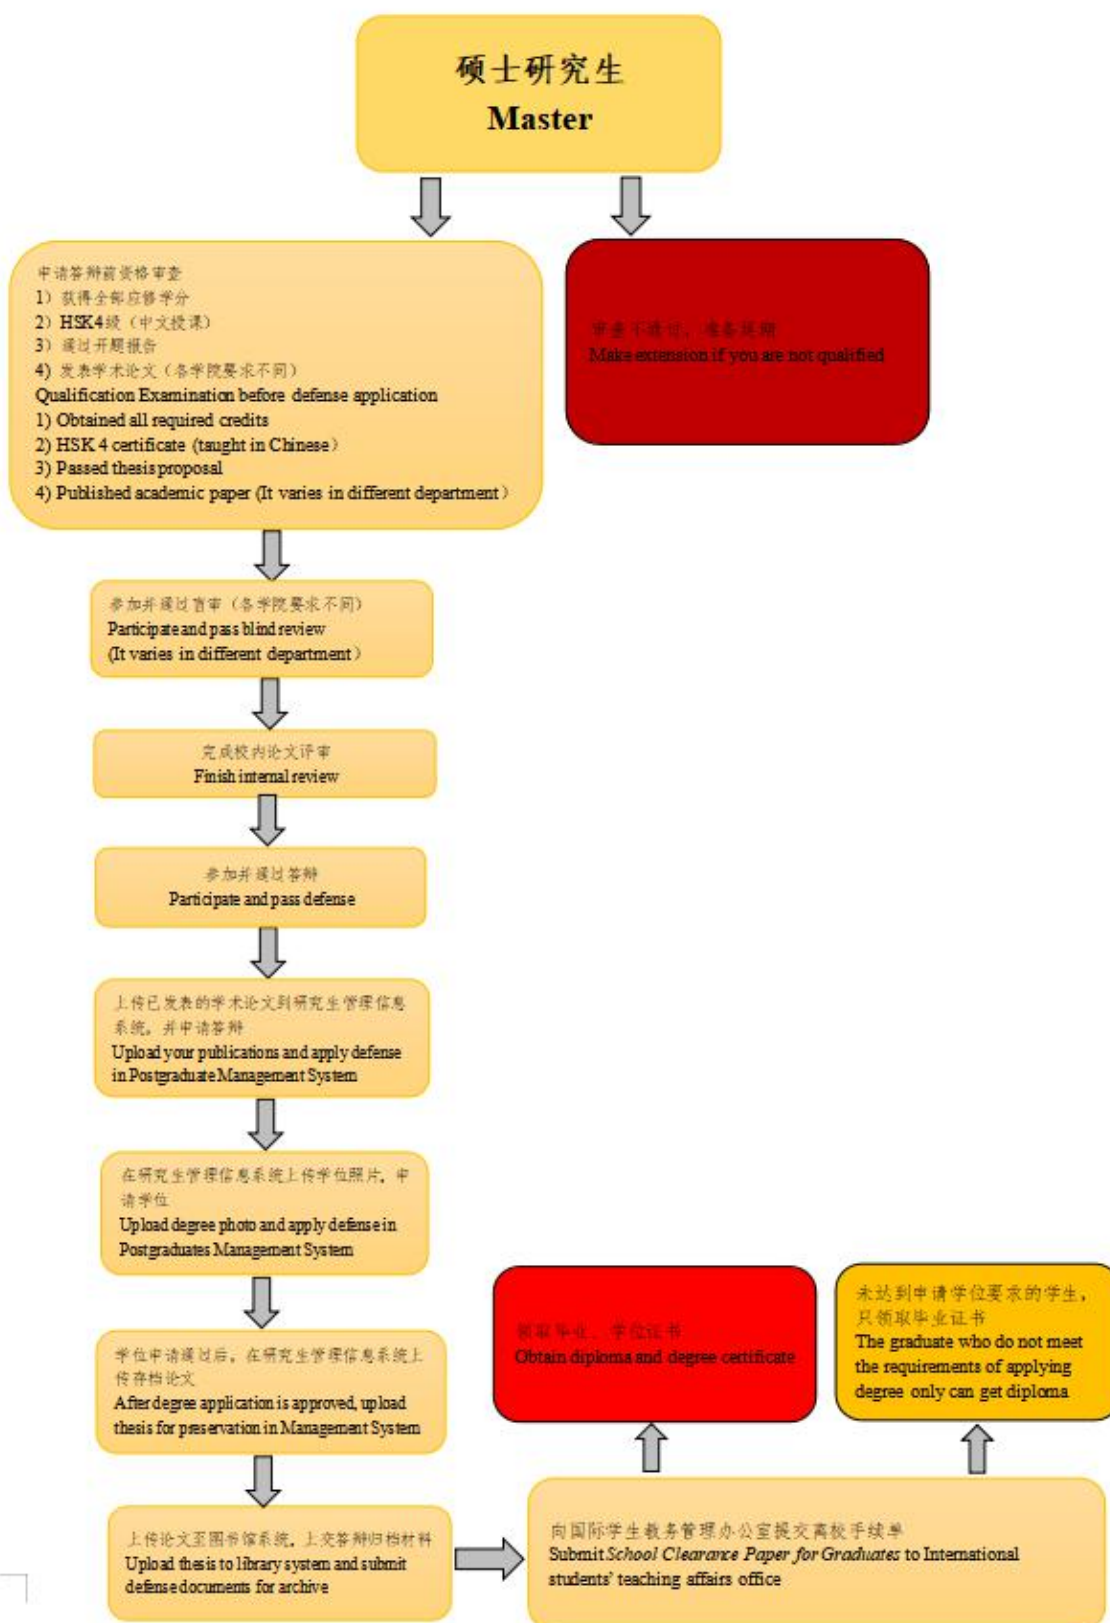 硕士研究生
Master
申请答辩前资格审查
1）获得全部应修学分
2）HSK4级（中文授课）
3）通过开题报告
4）发表学术论文（各学院要求不同）
Qualification Examination before defense application
1) Obtained all required credits
2) HSK 4 certificate (taught in Chinese）
3) Passed thesis proposal
4) Published academic paper (It varies in different department）
审查不通过，准备延期
Make extension if you are not qualified
参加并通过盲审（各学院要求不同）
Participate and pass blind review
(It varies in different department）
完成校内论文评审
Finish internal review
参加并通过答辩
Participate and pass defense
上传已发表的学术论文到研究生管理信息
系统，并申请答辩
Upload your publications and apply defense
in Postgraduate Management System
在研究生管理信息系统上传学位照片，申
请学位
Upload degree photo and apply defense in
Postgraduates Management System
学位申请通过后，在研究生管理信息系统上
传存档论文
After degree application is approved, upload
thesis for preservation in Management System
上传论文至图书馆系统，上交答辩归档材料
Upload thesis to library system and submit
defense documents for archive
向国际学生教务管理办公室提交离校手续单
Submit School Clearance Paper for Graduates to International
students' teaching affairs office
领取毕业、学位证书
Obtain diploma and degree certificate
未达到申请学位要求的学生，
只领取毕业证书
The graduate who do not meet
the requirements of applying
degree only can get diploma